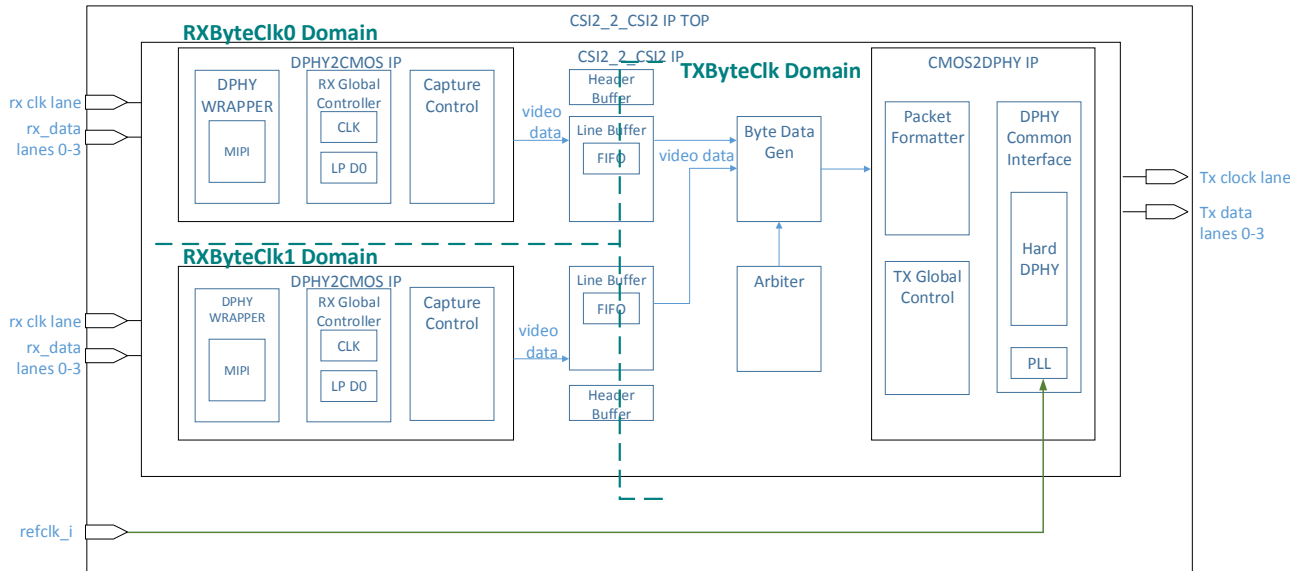 CSI2_2_CSI2 IP TOP
RXByteClk0 Domain
DPHY2CMOS IP
CSI2_2_CSI2 IP
TXByteClk Domain
CMOS2DPHY IP
rx clk lane
rx_data
lanes 0-3
DPHY
WRAPPER
MIPI
RX Global
Controller
CLK
LP D0
Capture
Control
video
data
Header
Buffer
Line Buffer
FIFO
video data
Byte Data
Gen
Packet
Formatter
DPHY
Common
Interface
Hard
DPHY
Tx clock lane
Tx data
lanes 0-3
RXByteClk1 Domain
DPHY2CMOS IP
rx clk lane
rx_data
lanes 0-3
DPHY
WRAPPER
MIPI
RX Global
Controller
CLK
LP D0
Capture
Control
video
data
Line Buffer
FIFO
Header
Buffer
Arbiter
TX Global
Control
PLL
refclk_i